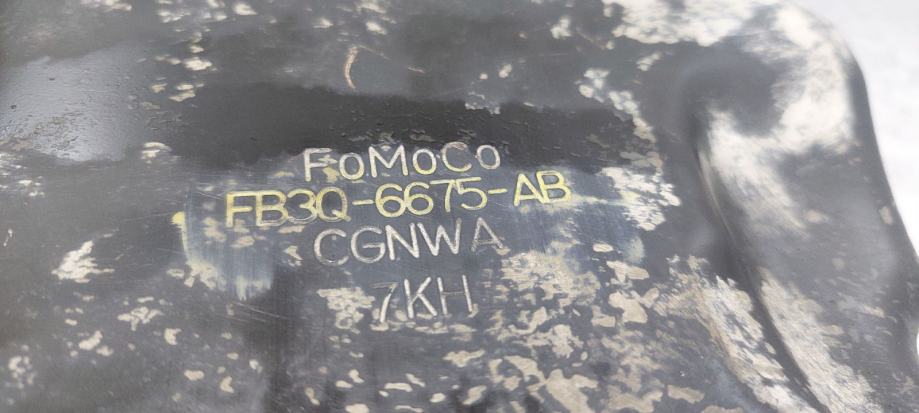 FoMoCo
FB3Q-6675-AB
CGNWA
7KH